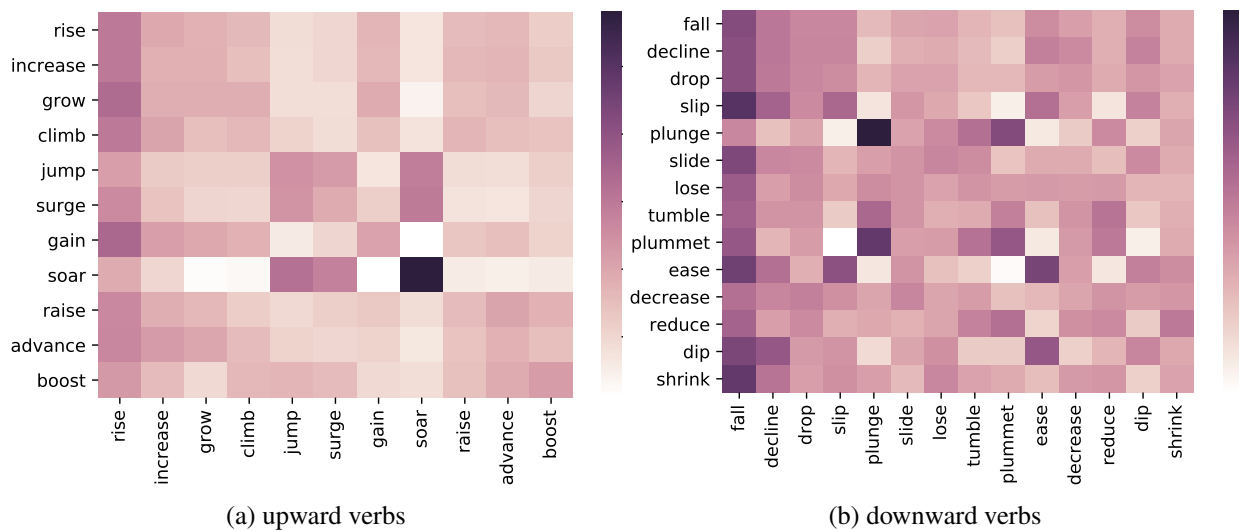 rise
increase
grow
climb
jump
surge
gain
soar
raise
advance
boost
rise increase grow climb jump surge gain soar raise advance boost
(a) upward verbs
fall
decline
drop
slip
plunge
slide
lose
tumble
plummet
ease
decrease
reduce
dip
shrink
fall decline drop slip plunge slide lose tumble plummet ease decrease reduce dip shrink
(b) downward verbs